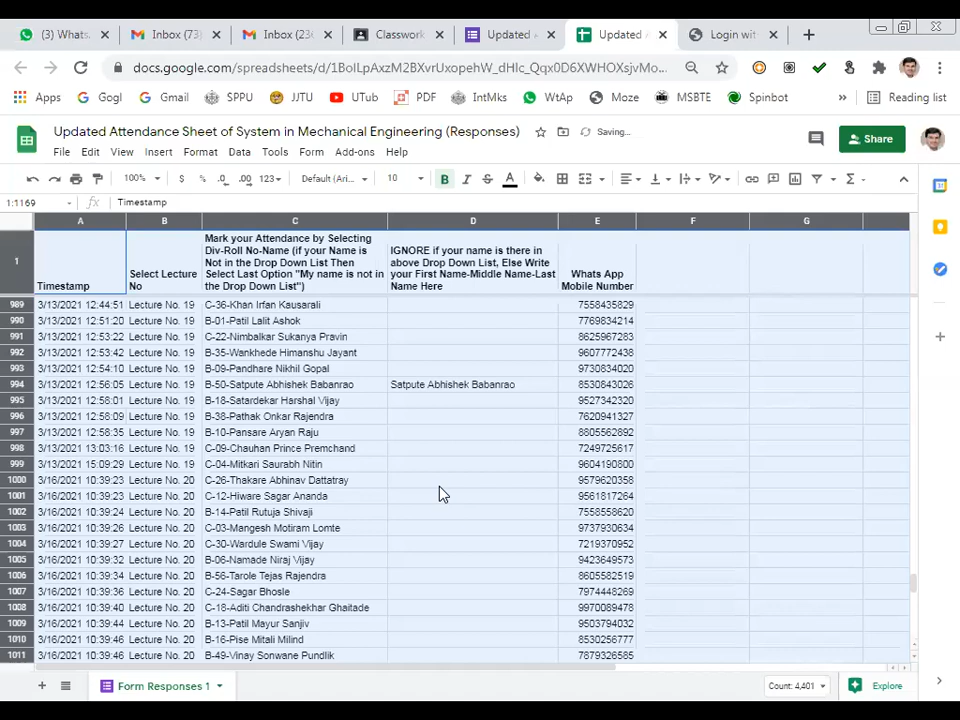 (3) Whats.
Inbox (73)
Inbox (23
Classwork
Updated A
Updated
Login wit
docs.google.com/spreadsheets/d/1BolLpAxzM2BXvrUxopehW_dHlc_Qqx0D6XWHOXsjvMo...
Apps
Gogl
Gmail
SPPU
JJTU
UTub
PDF
IntMks
WtAp
Moze
MSBTE
Spinbot
Reading list
Updated Attendance Sheet of System in Mechanical Engineering (Responses)
Saving...
Share
File Edit View Insert Format Data Tools Form Add-ons Help
100% $ % .0 .00 123 Default (Ari... 10 B I S A
1:1169 fx Timestamp
A B C D E F G
1
Timestamp
Select Lecture
No
Mark your Attendance by Selecting
Div-Roll No-Name (if your Name is
Not in the Drop Down List Then
Select Last Option "My name is not in
the Drop Down List")
IGNORE if your name is there in
above Drop Down List, Else Write
your First Name-Middle Name-Last
Name Here
Whats App
Mobile Number
989 3/13/2021 12:44:51 Lecture No. 19 C-36-Khan Irfan Kausarali 7558435829
990 3/13/2021 12:51:20 Lecture No. 19 B-01-Patil Lalit Ashok 7769834214
991 3/13/2021 12:53:22 Lecture No. 19 C-22-Nimbalkar Sukanya Pravin 8625967283
992 3/13/2021 12:53:42 Lecture No. 19 B-35-Wankhede Himanshu Jayant 9607772438
993 3/13/2021 12:54:10 Lecture No. 19 B-09-Pandhare Nikhil Gopal 9730834020
994 3/13/2021 12:56:05 Lecture No. 19 B-50-Satpute Abhishek Babanrao Satpute Abhishek Babanrao 8530843026
995 3/13/2021 12:58:01 Lecture No. 19 B-18-Satardekar Harshal Vijay 9527342320
996 3/13/2021 12:58:09 Lecture No. 19 B-38-Pathak Onkar Rajendra 7620941327
997 3/13/2021 12:58:35 Lecture No. 19 B-10-Pansare Aryan Raju 8805562892
998 3/13/2021 13:03:16 Lecture No. 19 C-09-Chauhan Prince Premchand 7249725617
999 3/13/2021 15:09:29 Lecture No. 19 C-04-Mitkari Saurabh Nitin 9604190800
1000 3/16/2021 10:39:23 Lecture No. 20 C-26-Thakare Abhinav Dattatray 9579620358
1001 3/16/2021 10:39:23 Lecture No. 20 C-12-Hiware Sagar Ananda 9561817264
1002 3/16/2021 10:39:24 Lecture No. 20 B-14-Patil Rutuja Shivaji 7558558620
1003 3/16/2021 10:39:26 Lecture No. 20 C-03-Mangesh Motiram Lomte 9737930634
1004 3/16/2021 10:39:27 Lecture No. 20 C-30-Wardule Swami Vijay 7219370952
1005 3/16/2021 10:39:32 Lecture No. 20 B-06-Namade Niraj Vijay 9423649573
1006 3/16/2021 10:39:34 Lecture No. 20 B-56-Tarole Tejas Rajendra 8605582519
1007 3/16/2021 10:39:36 Lecture No. 20 C-24-Sagar Bhosle 7974448269
1008 3/16/2021 10:39:40 Lecture No. 20 C-18-Aditi Chandrashekhar Ghaitade 9970089478
1009 3/16/2021 10:39:44 Lecture No. 20 B-13-Patil Mayur Sanjiv 9503794032
1010 3/16/2021 10:39:46 Lecture No. 20 B-16-Pise Mitali Milind 8530256777
1011 3/16/2021 10:39:46 Lecture No. 20 B-49-Vinay Sonwane Pundlik 7879326585
Form Responses 1
Count: 4,401
Explore